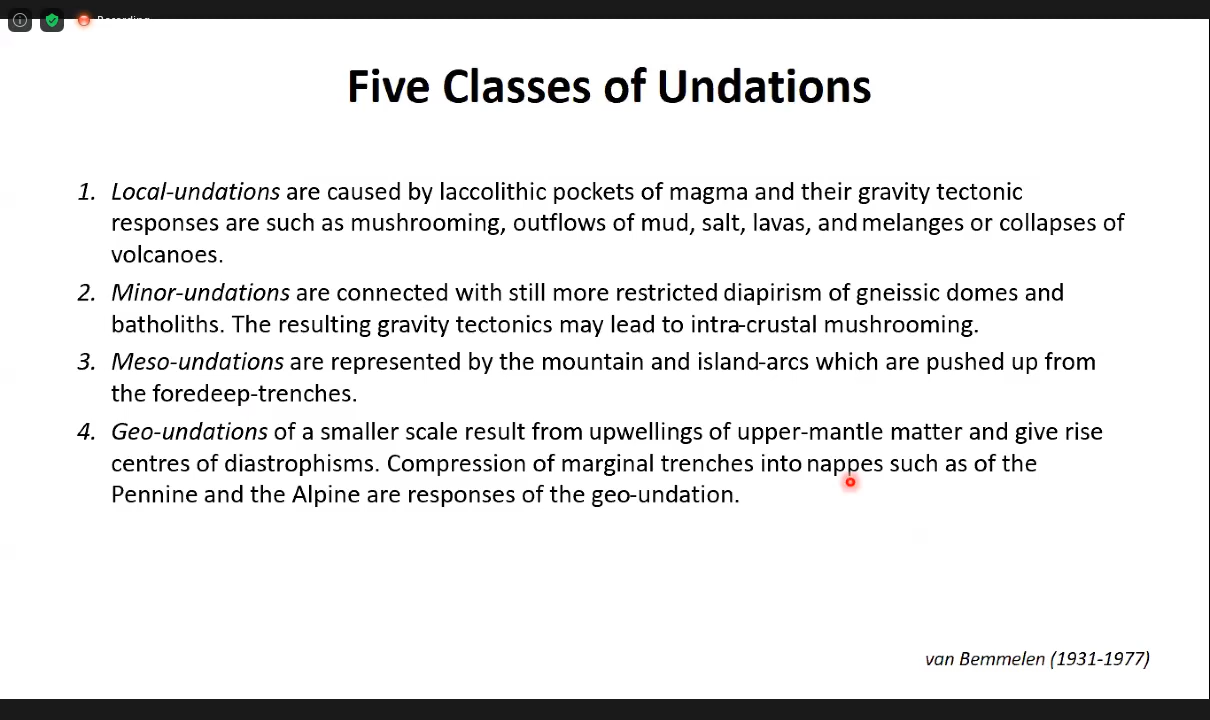 Recording
Five Classes of Undations
1. Local-undations are caused by laccolithic pockets of magma and their gravity tectonic
responses are such as mushrooming, outflows of mud, salt, lavas, and melanges or collapses of
volcanoes.
2. Minor-undations are connected with still more restricted diapirism of gneissic domes and
batholiths. The resulting gravity tectonics may lead to intra-crustal mushrooming.
3. Meso-undations are represented by the mountain and island-arcs which are pushed up from
the foredeep-trenches.
4. Geo-undations of a smaller scale result from upwellings of upper-mantle matter and give rise
centres of diastrophisms. Compression of marginal trenches into nappes such as of the
Pennine and the Alpine are responses of the geo-undation.
van Bemmelen (1931-1977)